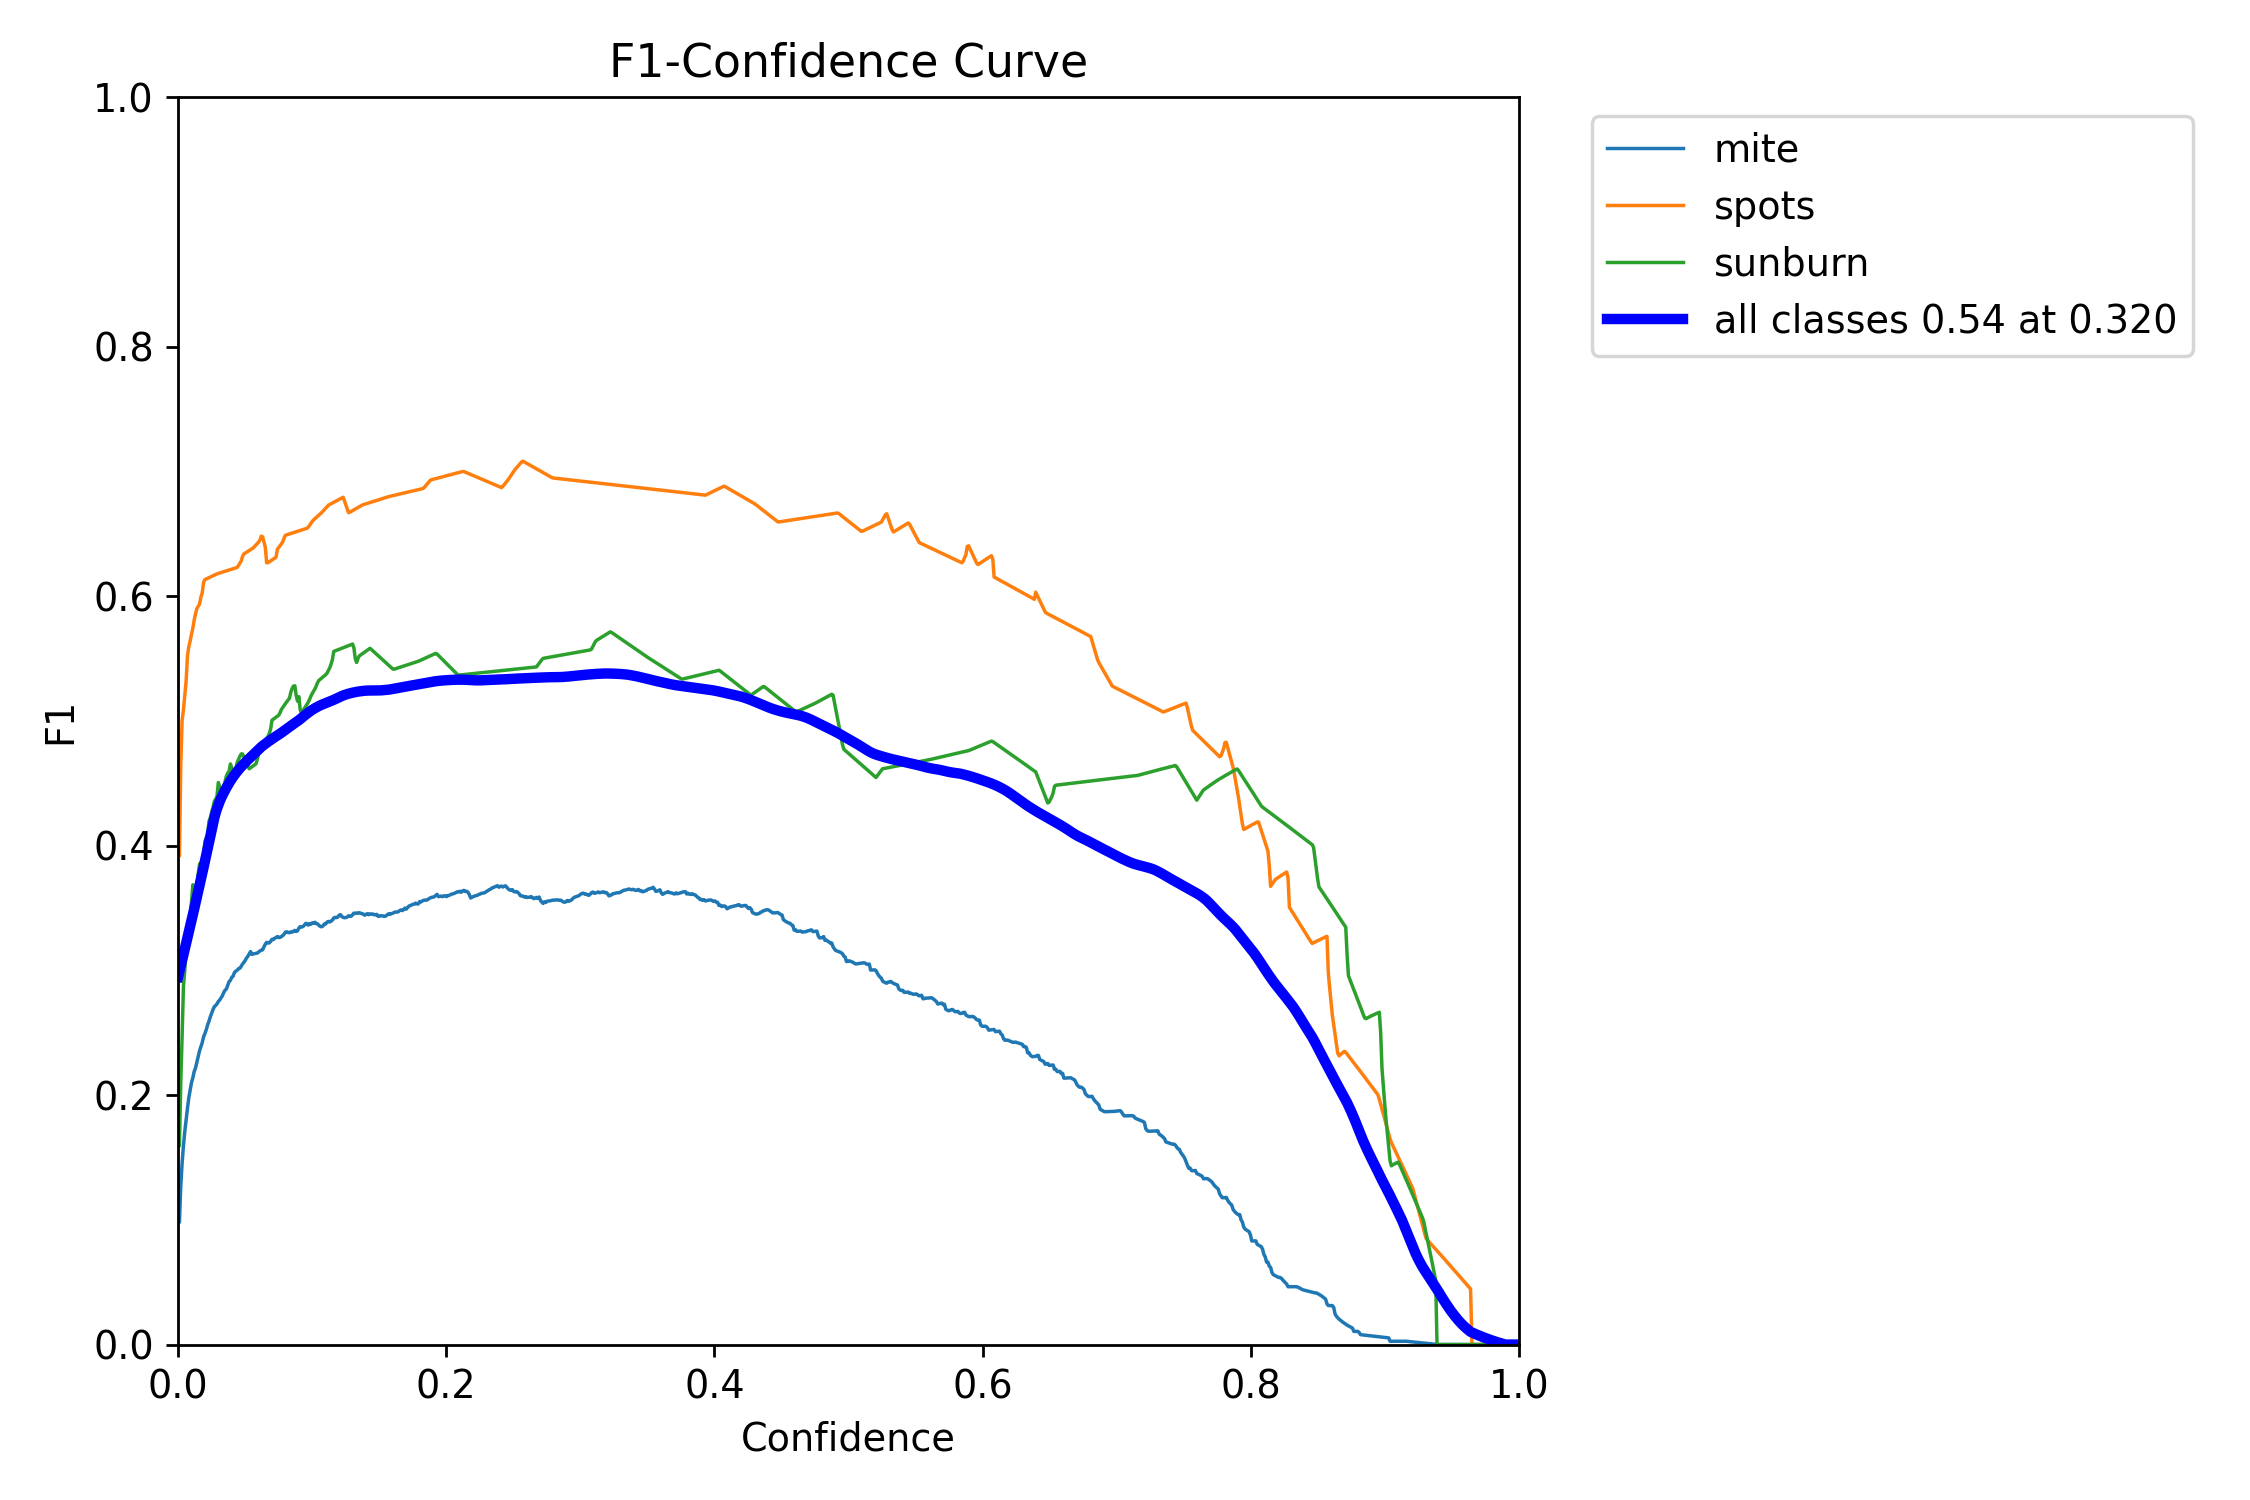 F1-Confidence Curve
1.0
0.8
0.6
0.4
0.2
0.0
F1
0.0 0.2 0.4 0.6 0.8 1.0
Confidence
mite
spots
sunburn
all classes 0.54 at 0.320